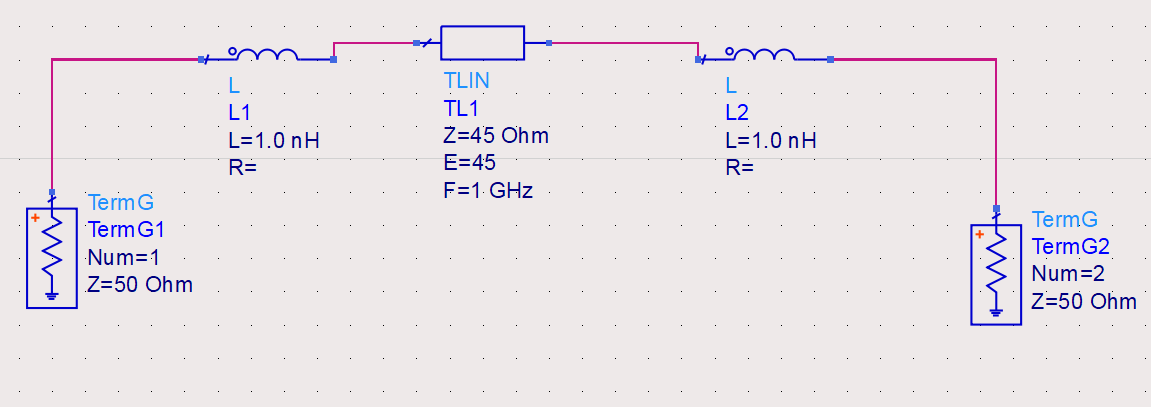 L
L1
L=1.0 nH
R=
TLIN
TL1
Z=45 Ohm
E=45
F=1 GHz
L
L2
L=1.0 nH
R=
+
TermG
TermG1
Num=1
Z=50 Ohm
+
TermG
TermG2
Num=2
Z=50 Ohm